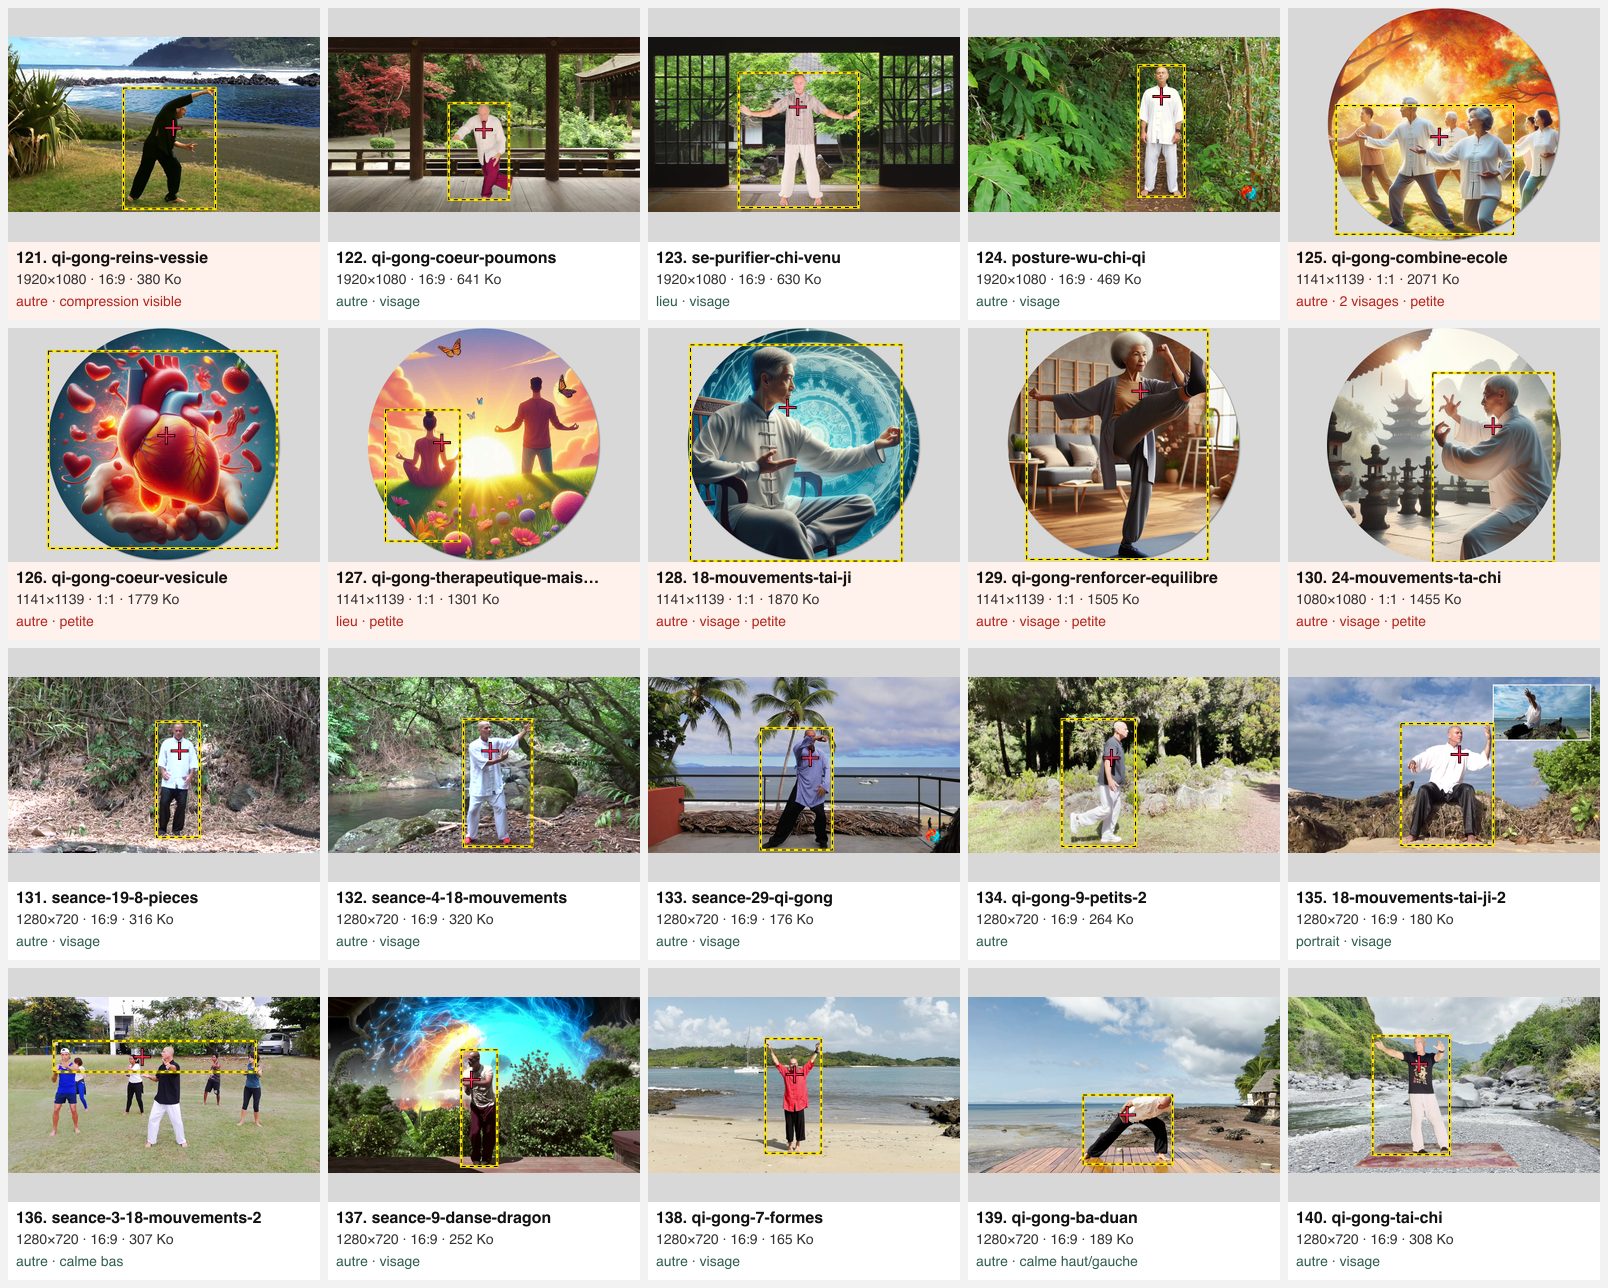 121. qi-gong-reins-vessie
1920×1080 · 16:9 · 380 Ko
autre · compression visible
122. qi-gong-coeur-poumons
1920×1080 · 16:9 · 641 Ko
autre · visage
123. se-purifier-chi-venu
1920×1080 · 16:9 · 630 Ko
lieu · visage
124. posture-wu-chi-qi
1920×1080 · 16:9 · 469 Ko
autre · visage
125. qi-gong-combine-ecole
1141×1139 · 1:1 · 2071 Ko
autre · 2 visages · petite
126. qi-gong-coeur-vesicule
1141×1139 · 1:1 · 1779 Ko
autre · petite
127. qi-gong-therapeutique-mais…
1141×1139 · 1:1 · 1301 Ko
lieu · petite
128. 18-mouvements-tai-ji
1141×1139 · 1:1 · 1870 Ko
autre · visage · petite
129. qi-gong-renforcer-equilibre
1141×1139 · 1:1 · 1505 Ko
autre · visage · petite
130. 24-mouvements-ta-chi
1080×1080 · 1:1 · 1455 Ko
autre · visage · petite
131. seance-19-8-pieces
1280×720 · 16:9 · 316 Ko
autre · visage
132. seance-4-18-mouvements
1280×720 · 16:9 · 320 Ko
autre · visage
133. seance-29-qi-gong
1280×720 · 16:9 · 176 Ko
autre · visage
134. qi-gong-9-petits-2
1280×720 · 16:9 · 264 Ko
autre
135. 18-mouvements-tai-ji-2
1280×720 · 16:9 · 180 Ko
portrait · visage
136. seance-3-18-mouvements-2
1280×720 · 16:9 · 307 Ko
autre · calme bas
137. seance-9-danse-dragon
1280×720 · 16:9 · 252 Ko
autre · visage
138. qi-gong-7-formes
1280×720 · 16:9 · 165 Ko
autre · visage
139. qi-gong-ba-duan
1280×720 · 16:9 · 189 Ko
autre · calme haut/gauche
140. qi-gong-tai-chi
1280×720 · 16:9 · 308 Ko
autre · visage